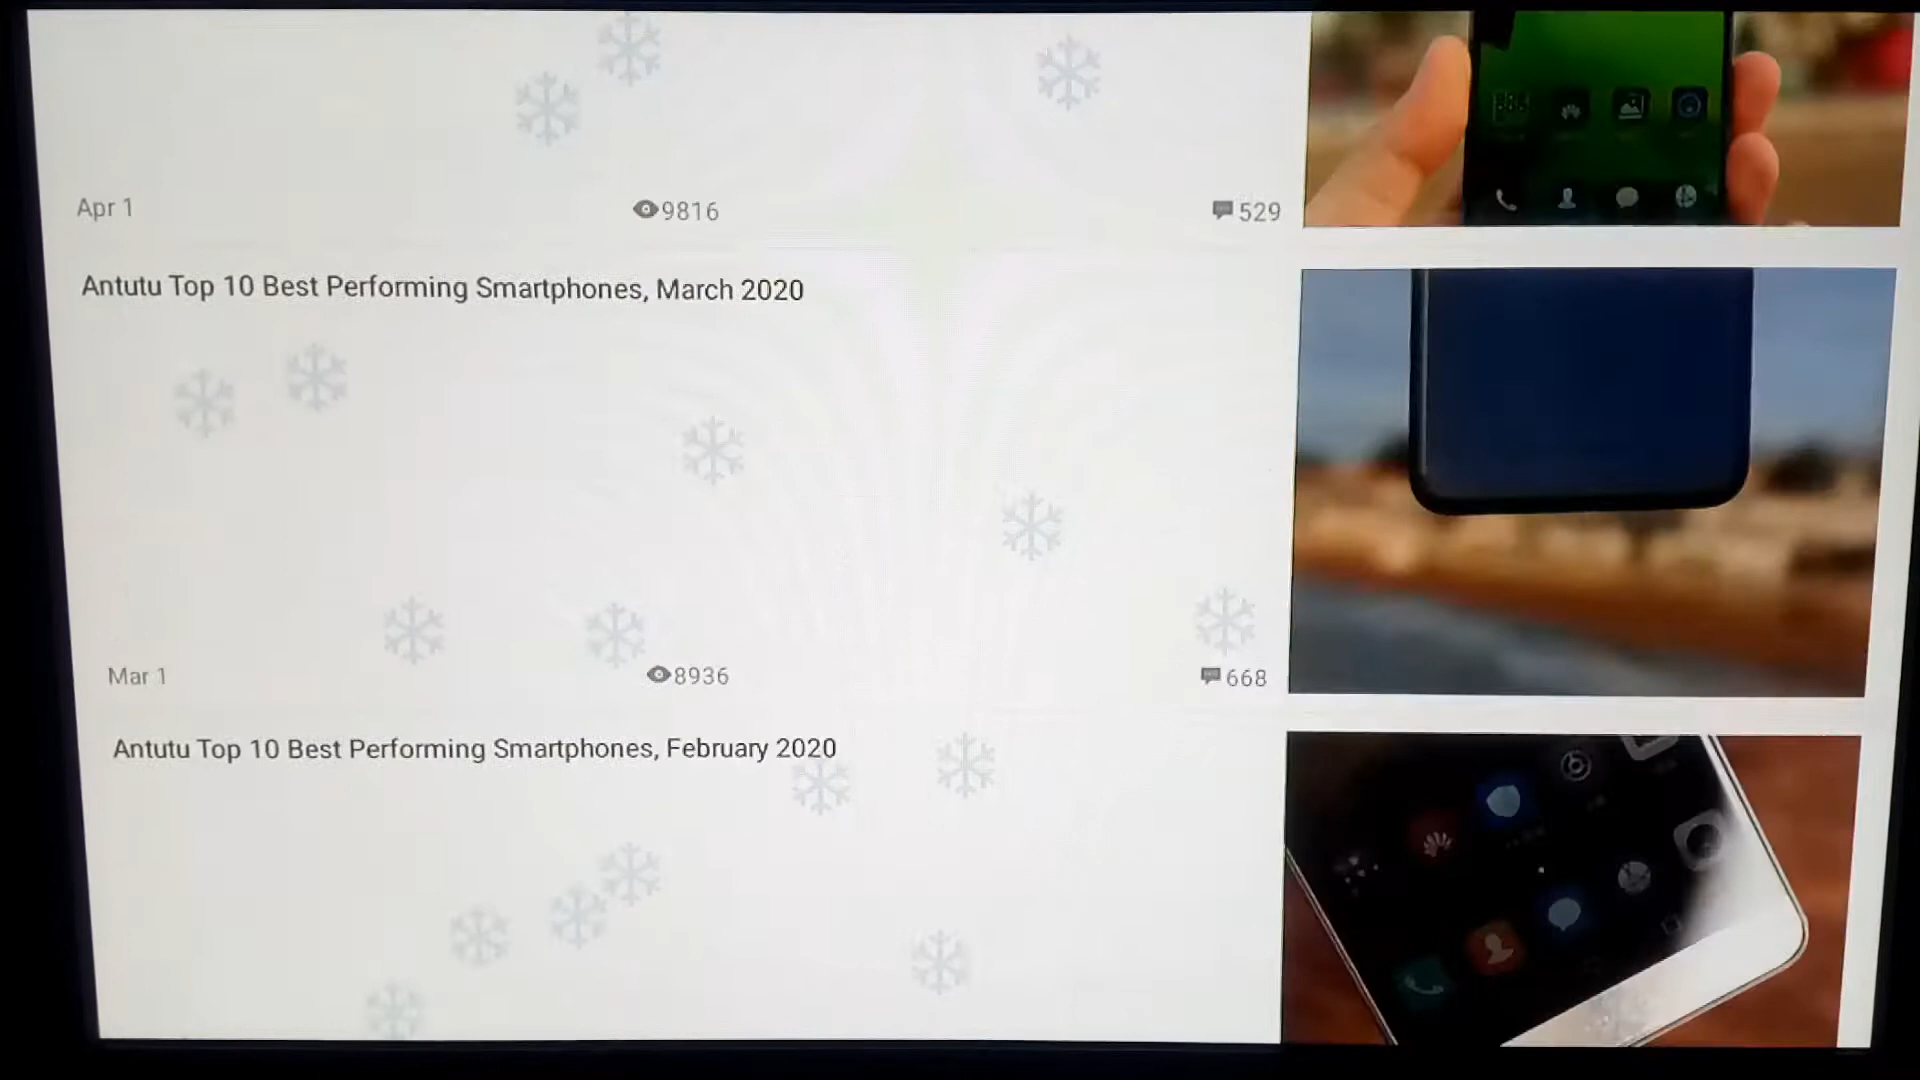 Apr 1
9816
529
Antutu Top 10 Best Performing Smartphones, March 2020
Mar 1
8936
668
Antutu Top 10 Best Performing Smartphones, February 2020